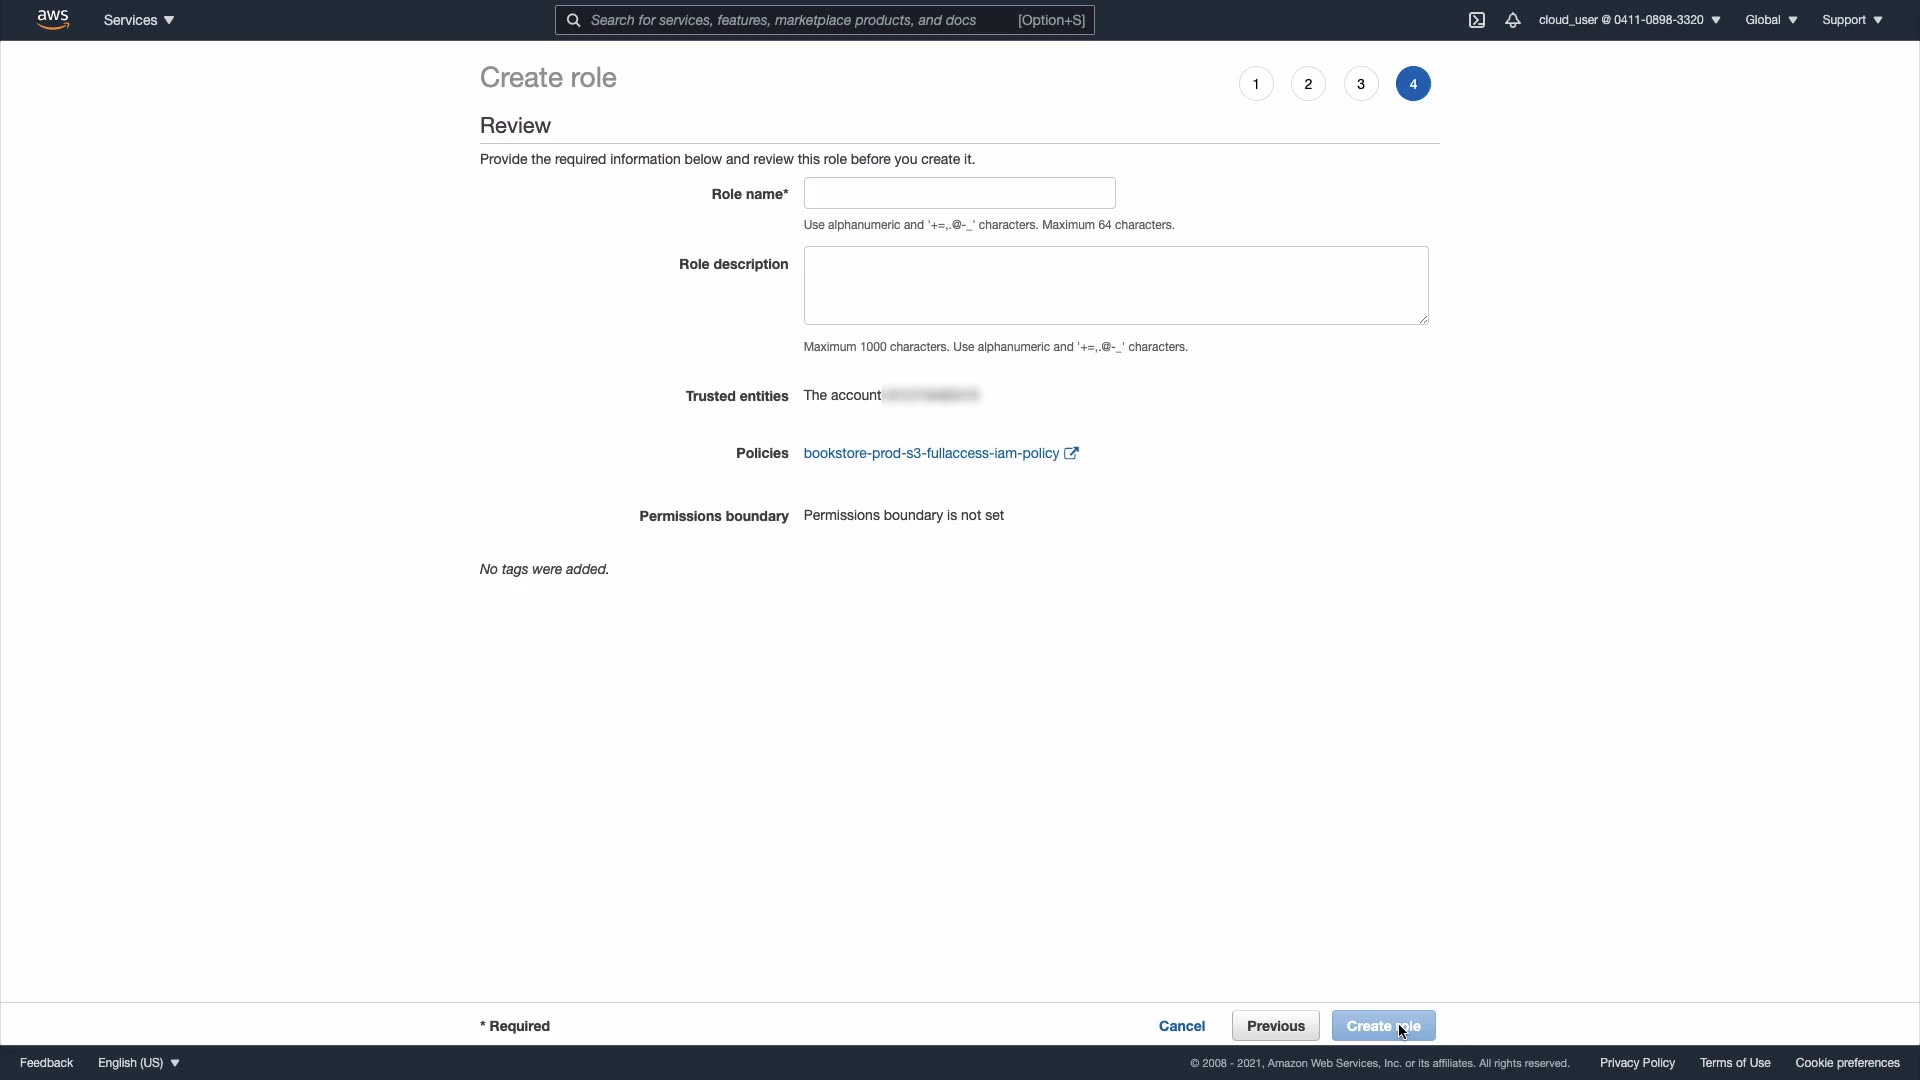 aws Services Search for services, features, marketplace products, and docs [Option+S] cloud_user @ 0411-0898-3320 Global Support
Create role 1 2 3 4
Review
Provide the required information below and review this role before you create it.
Role name*
Use alphanumeric and '+=,.@-_' characters. Maximum 64 characters.
Role description
Maximum 1000 characters. Use alphanumeric and '+=,.@-_' characters.
Trusted entities The account
Policies bookstore-prod-s3-fullaccess-iam-policy
Permissions boundary Permissions boundary is not set
No tags were added.
* Required Cancel Previous Create role
Feedback English (US) © 2008 - 2021, Amazon Web Services, Inc. or its affiliates. All rights reserved. Privacy Policy Terms of Use Cookie preferences